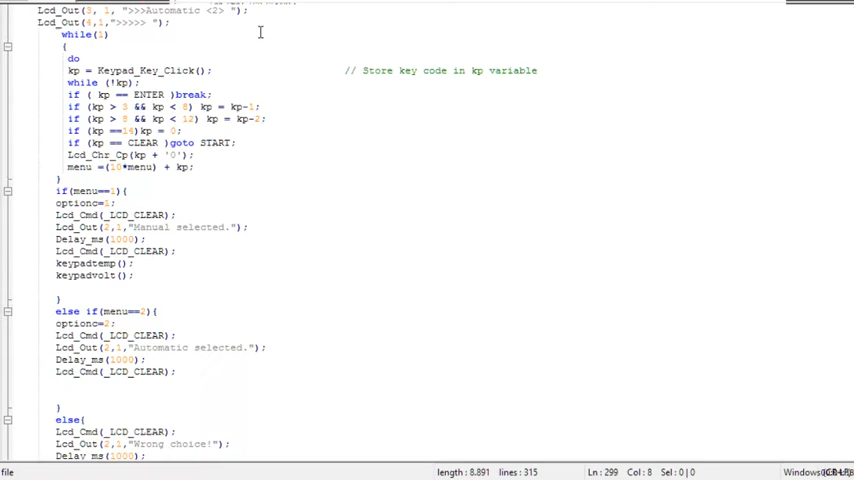 Lcd_Out(3, 1, ">>>Automatic <2> ");
Lcd_Out(4,1,">>>>> ");
while(1)
{
do
kp = Keypad_Key_Click(); // Store key code in kp variable
while (!kp);
if ( kp == ENTER )break;
if (kp > 3 && kp < 8) kp = kp-1;
if (kp > 8 && kp < 12) kp = kp-2;
if (kp ==14)kp = 0;
if (kp == CLEAR )goto START;
Lcd_Chr_Cp(kp + '0');
menu =(10*menu) + kp;
}
if(menu==1){
optionc=1;
Lcd_Cmd(_LCD_CLEAR);
Lcd_Out(2,1,"Manual selected.");
Delay_ms(1000);
Lcd_Cmd(_LCD_CLEAR);
keypadtemp();
keypadvolt();
}
else if(menu==2){
optionc=2;
Lcd_Cmd(_LCD_CLEAR);
Lcd_Out(2,1,"Automatic selected.");
Delay_ms(1000);
Lcd_Cmd(_LCD_CLEAR);
}
else{
Lcd_Cmd(_LCD_CLEAR);
Lcd_Out(2,1,"Wrong choice!");
Delay_ms(1000);
file length : 8.891 lines : 315 Ln : 299 Col : 8 Sel : 0 | 0 Windows